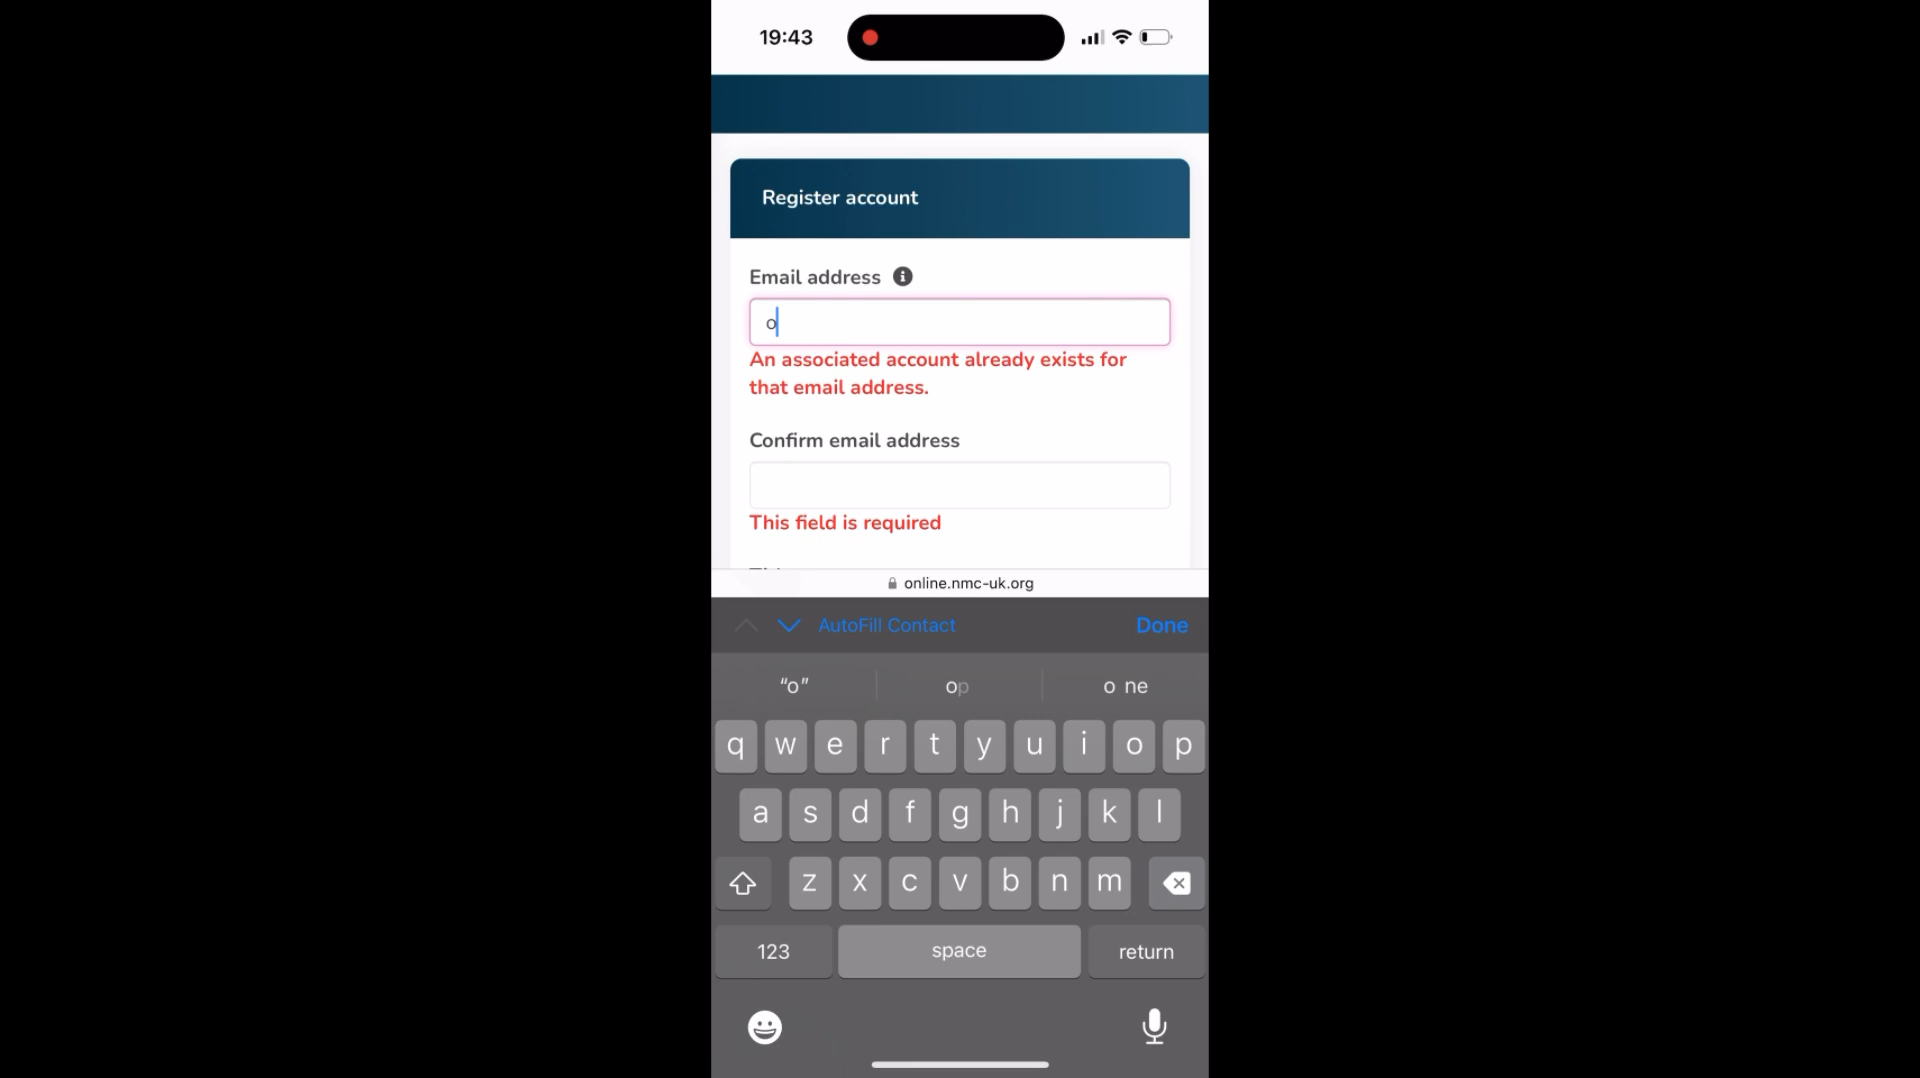 19:43
Register account
Email address
o
An associated account already exists for
that email address.
Confirm email address
This field is required
online.nmc-uk.org
AutoFill Contact Done
“o” op o ne
q w e r t y u i o p
a s d f g h j k l
z x c v b n m
123 space return